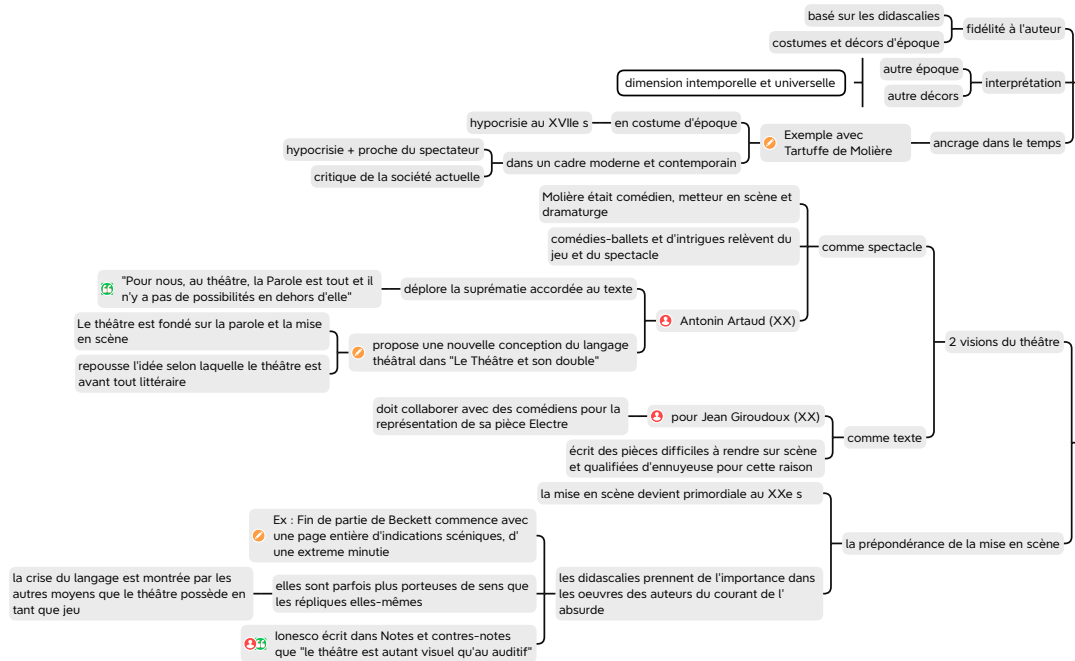 basé sur les didascalies
fidélité à l'auteur
costumes et décors d'époque
autre époque
dimension intemporelle et universelle
interprétation
autre décors
hypocrisie au XVIIe s
en costume d'époque
Exemple avec
Tartuffe de Molière
ancrage dans le temps
hypocrisie + proche du spectateur
dans un cadre moderne et contemporain
critique de la société actuelle
Molière était comédien, metteur en scène et
dramaturge
comédies-ballets et d'intrigues relèvent du
jeu et du spectacle
comme spectacle
"Pour nous, au théâtre, la Parole est tout et il
n'y a pas de possibilités en dehors d'elle"
déplore la suprématie accordée au texte
Antonin Artaud (XX)
Le théâtre est fondé sur la parole et la mise
en scène
propose une nouvelle conception du langage
théâtral dans "Le Théâtre et son double"
repousse l'idée selon laquelle le théâtre est
avant tout littéraire
2 visions du théâtre
doit collaborer avec des comédiens pour la
représentation de sa pièce Electre
pour Jean Giroudoux (XX)
comme texte
écrit des pièces difficiles à rendre sur scène
et qualifiées d'ennuyeuse pour cette raison
la mise en scène devient primordiale au XXe s
la prépondérance de la mise en scène
Ex : Fin de partie de Beckett commence avec
une page entière d'indications scéniques, d'
une extreme minutie
la crise du langage est montrée par les
autres moyens que le théâtre possède en
tant que jeu
elles sont parfois plus porteuses de sens que
les répliques elles-mêmes
les didascalies prennent de l'importance dans
les oeuvres des auteurs du courant de l'
absurde
Ionesco écrit dans Notes et contres-notes
que "le théâtre est autant visuel qu'au auditif"